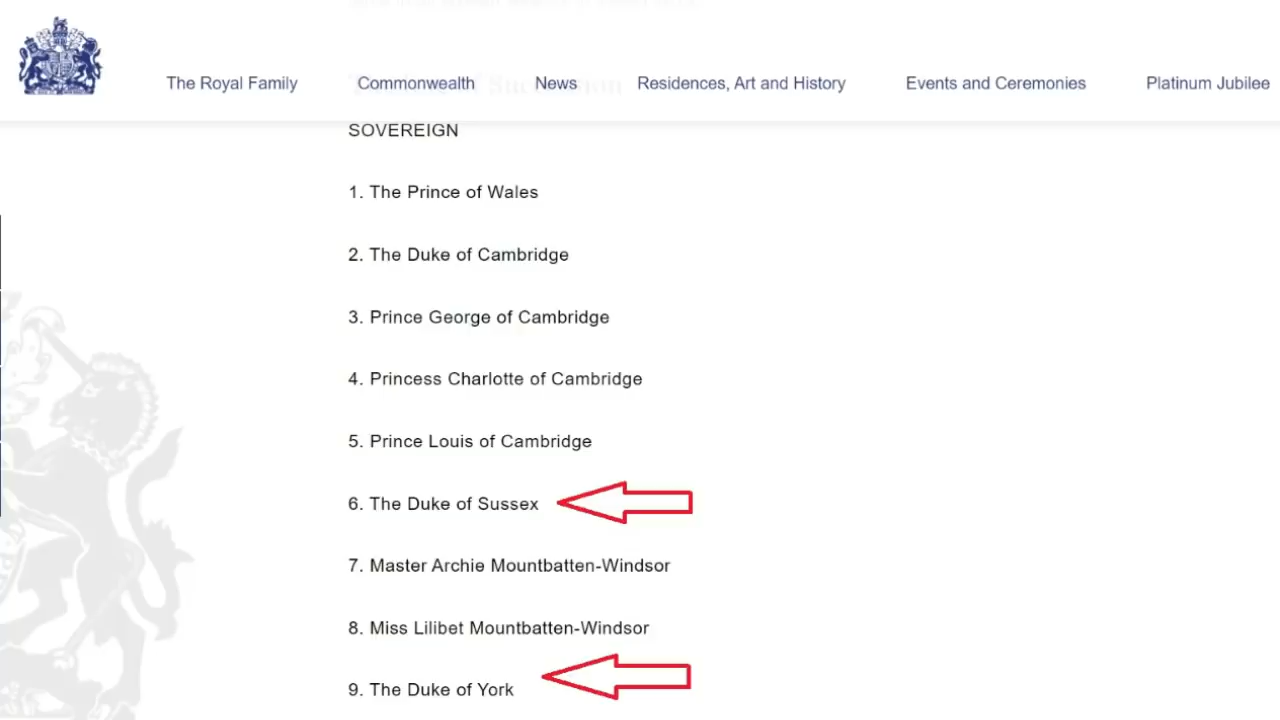 The Royal Family Commonwealth News Residences, Art and History Events and Ceremonies Platinum Jubilee
SOVEREIGN
1. The Prince of Wales
2. The Duke of Cambridge
3. Prince George of Cambridge
4. Princess Charlotte of Cambridge
5. Prince Louis of Cambridge
6. The Duke of Sussex
7. Master Archie Mountbatten-Windsor
8. Miss Lilibet Mountbatten-Windsor
9. The Duke of York